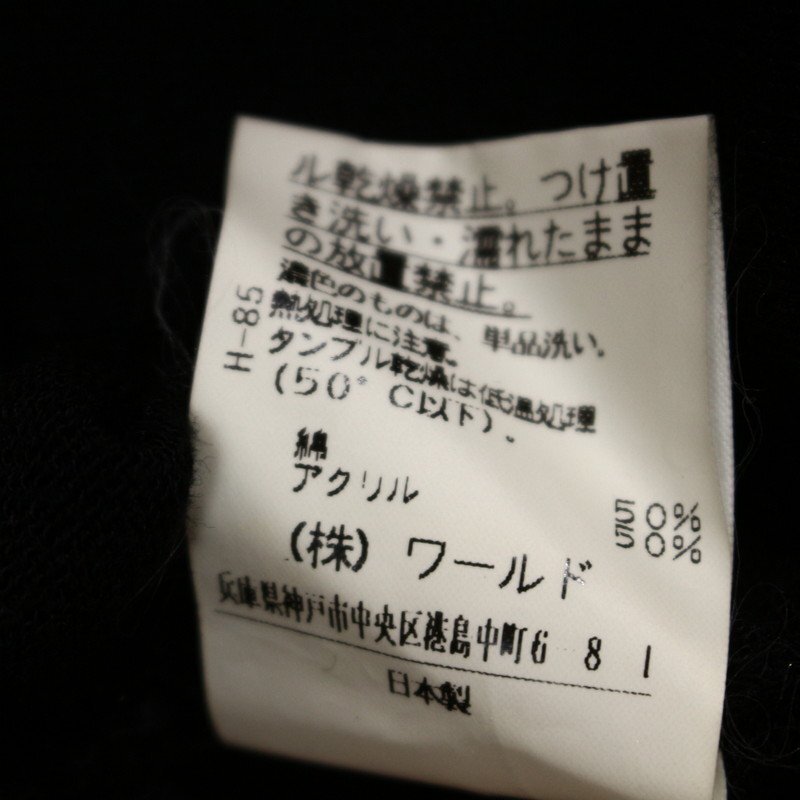 ル乾燥禁止。つけ置
き洗い・濡れたまま
の放置禁止。
濃色のものは、単品洗い。
熱処理に注意。
タンブル乾燥は低温処理
(50°C以下)。
H-85
綿 50%
アクリル 50%
(株)ワールド
兵庫県神戸市中央区港島中町6 8 1
日本製